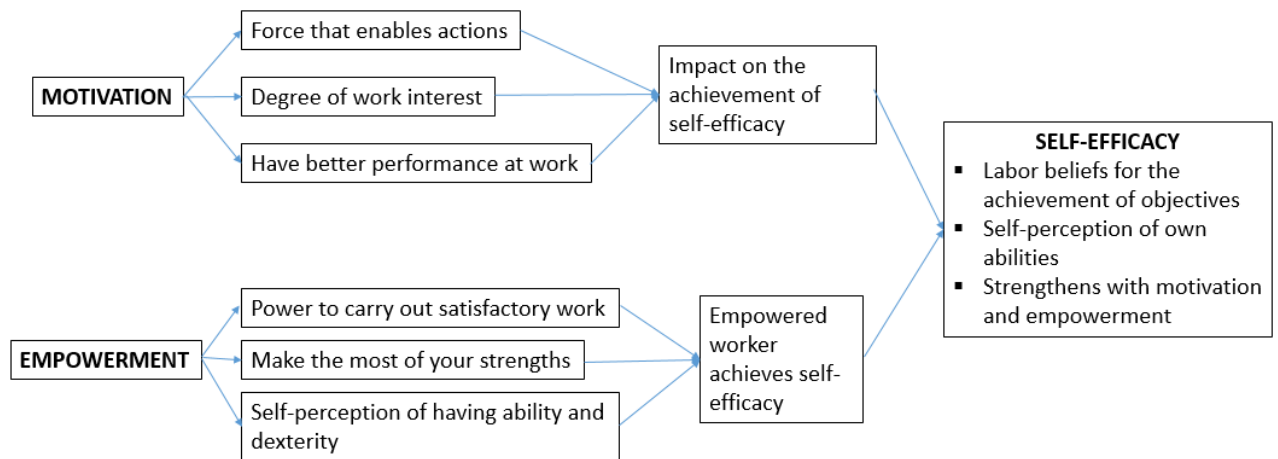 MOTIVATION
Force that enables actions
Degree of work interest
Have better performance at work
Impact on the
achievement of
self-efficacy
EMPOWERMENT
Power to carry out satisfactory work
Make the most of your strengths
Self-perception of having ability and
dexterity
Empowered
worker
achieves self-
efficacy
SELF-EFFICACY
▪ Labor beliefs for the
achievement of objectives
▪ Self-perception of own
abilities
▪ Strengthens with motivation
and empowerment